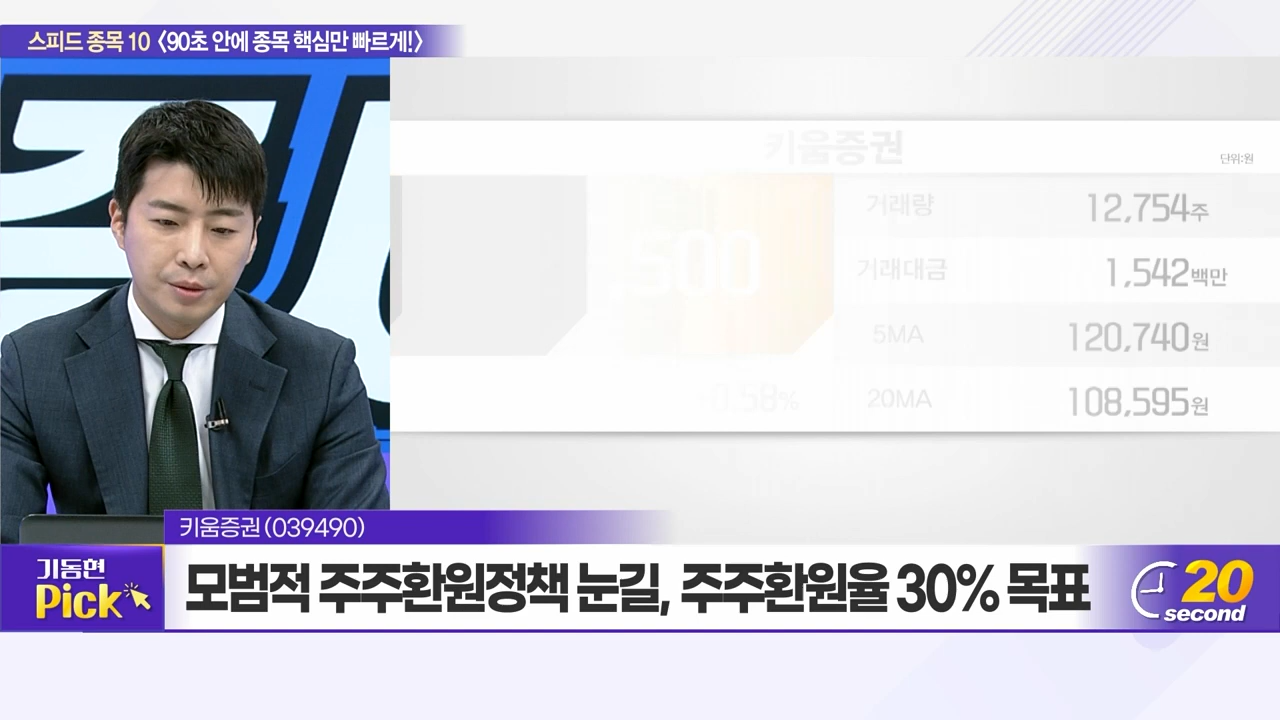 스피드 종목 10 <90초 안에 종목 핵심만 빠르게!>
키움증권
단위:원
거래량 12,754주
거래대금 1,542백만
5MA 120,740원
0.58% 20MA 108,595원
키움증권(039490)
기동현
Pick
모범적 주주환원정책 눈길, 주주환원율 30% 목표
20
second